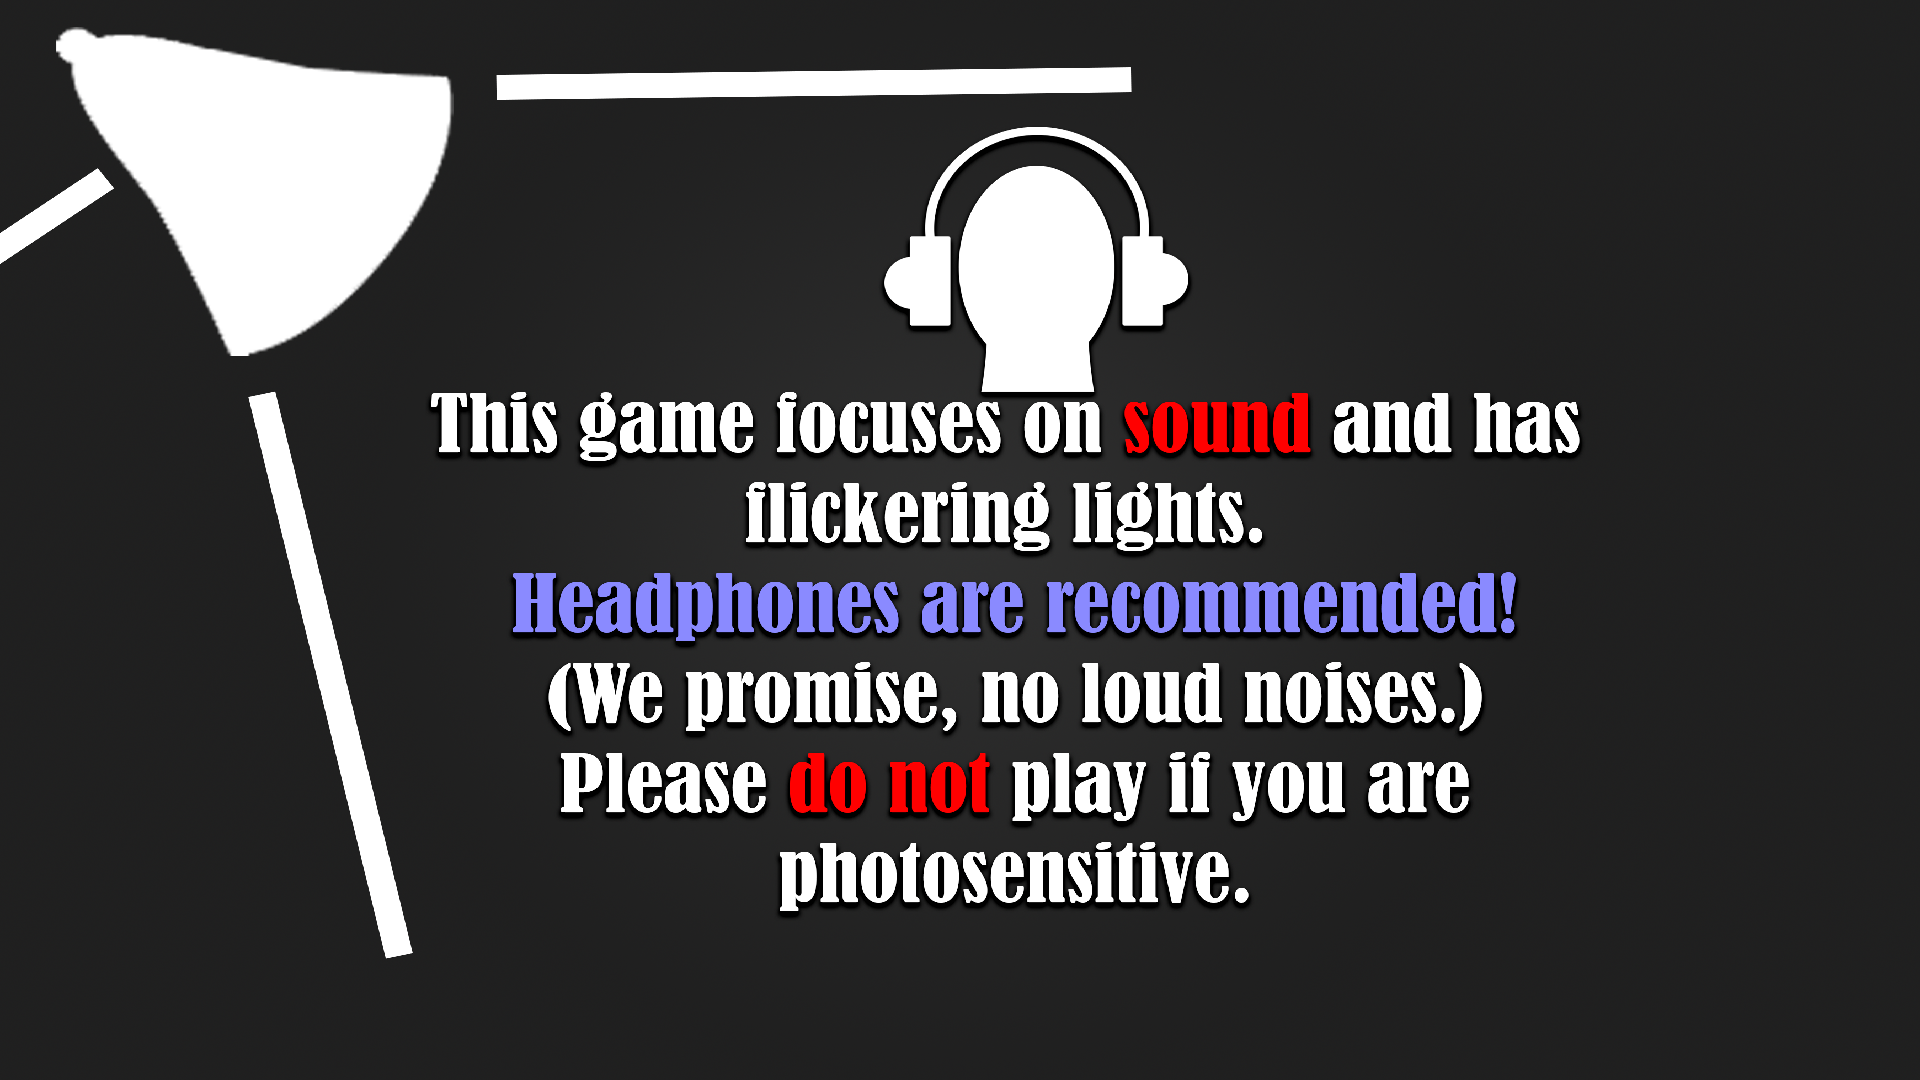 This game focuses on sound and has
flickering lights.
Headphones are recommended!
(We promise, no loud noises.)
Please do not play if you are
photosensitive.